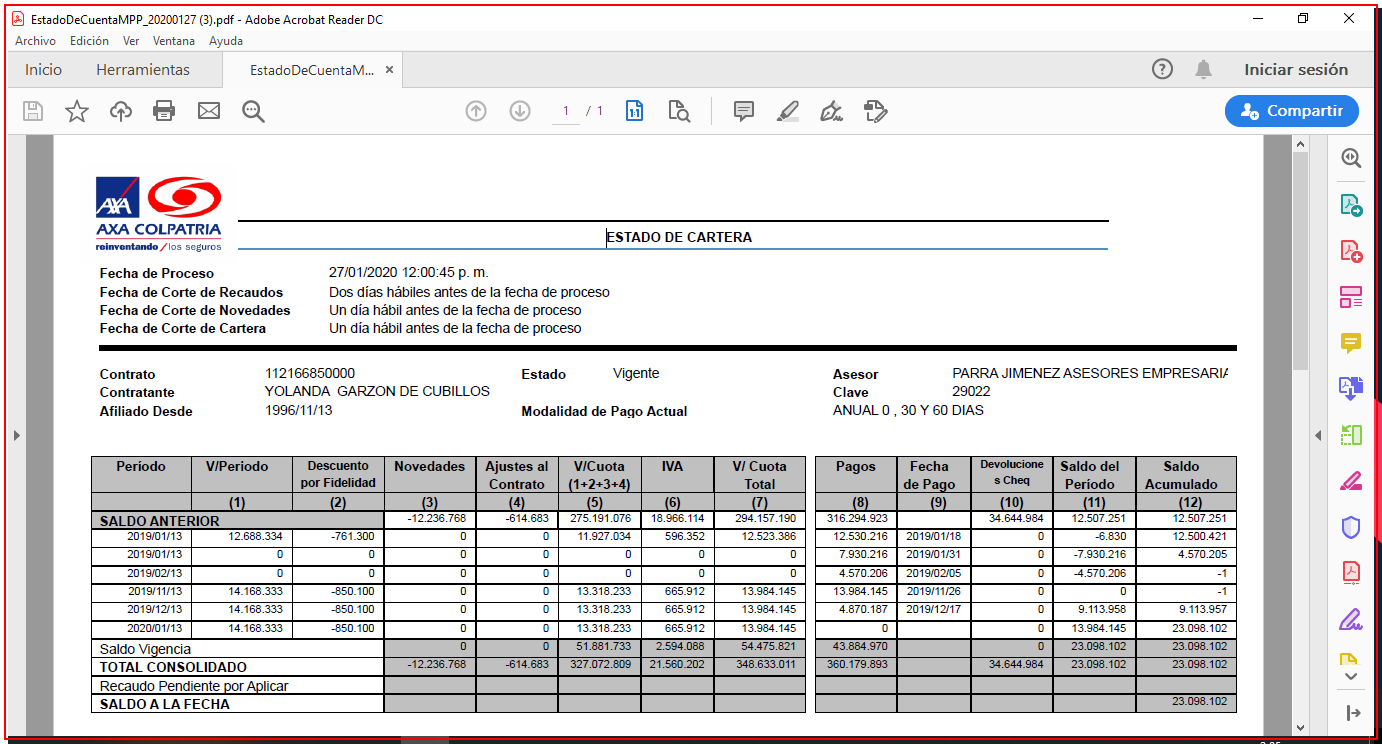 EstadoDeCuentaMPP_20200127 (3).pdf - Adobe Acrobat Reader DC
Archivo Edición Ver Ventana Ayuda
Inicio Herramientas EstadoDeCuentaM... × Iniciar sesión
1 / 1 Compartir
AXA
AXA COLPATRIA
reinventando / los seguros
ESTADO DE CARTERA
Fecha de Proceso 27/01/2020 12:00:45 p. m.
Fecha de Corte de Recaudos Dos días hábiles antes de la fecha de proceso
Fecha de Corte de Novedades Un día hábil antes de la fecha de proceso
Fecha de Corte de Cartera Un día hábil antes de la fecha de proceso
Contrato 112166850000 Estado Vigente Asesor PARRA JIMENEZ ASESORES EMPRESARIA
Contratante YOLANDA GARZON DE CUBILLOS Clave 29022
Afiliado Desde 1996/11/13 Modalidad de Pago Actual ANUAL 0 , 30 Y 60 DIAS
Período V/Periodo Descuento por Fidelidad Novedades Ajustes al Contrato V/Cuota (1+2+3+4) IVA V/ Cuota Total Pagos Fecha de Pago Devoluciones Cheq Saldo del Período Saldo Acumulado
(1) (2) (3) (4) (5) (6) (7) (8) (9) (10) (11) (12)
SALDO ANTERIOR -12.236.768 -614.683 275.191.076 18.966.114 294.157.190 316.294.923 34.644.984 12.507.251 12.507.251
2019/01/13 12.688.334 -761.300 0 0 11.927.034 596.352 12.523.386 12.530.216 2019/01/18 0 -6.830 12.500.421
2019/01/13 0 0 0 0 0 0 0 7.930.216 2019/01/31 0 -7.930.216 4.570.205
2019/02/13 0 0 0 0 0 0 0 4.570.206 2019/02/05 0 -4.570.206 -1
2019/11/13 14.168.333 -850.100 0 0 13.318.233 665.912 13.984.145 13.984.145 2019/11/26 0 0 -1
2019/12/13 14.168.333 -850.100 0 0 13.318.233 665.912 13.984.145 4.870.187 2019/12/17 0 9.113.958 9.113.957
2020/01/13 14.168.333 -850.100 0 0 13.318.233 665.912 13.984.145 0 0 13.984.145 23.098.102
Saldo Vigencia 0 0 51.881.733 2.594.088 54.475.821 43.884.970 0 23.098.102 23.098.102
TOTAL CONSOLIDADO -12.236.768 -614.683 327.072.809 21.560.202 348.633.011 360.179.893 34.644.984 23.098.102 23.098.102
Recaudo Pendiente por Aplicar
SALDO A LA FECHA 23.098.102